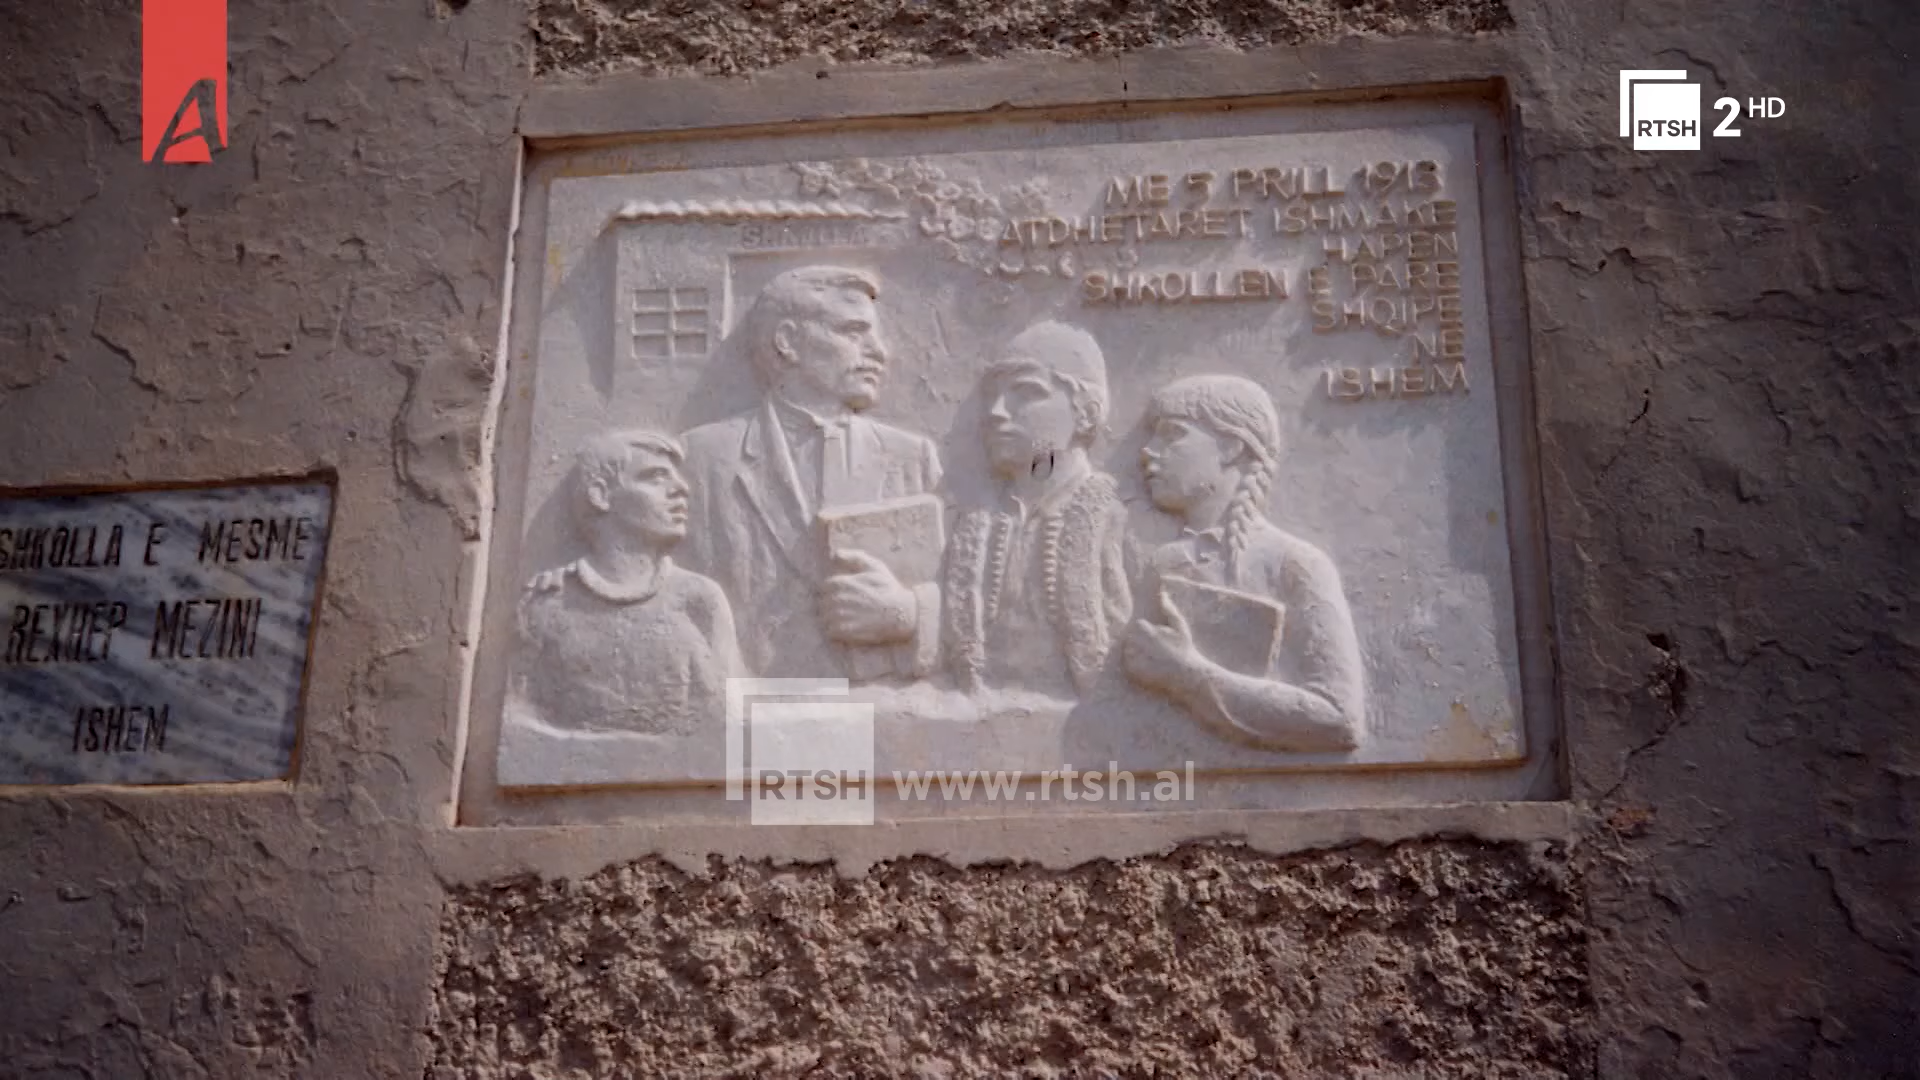 A
RTSH 2 HD
SHKOLLA
ME 5 PRILL 1913
ATDHETARET ISHMAKE
HAPEN
SHKOLLEN E PARE
SHQIPE
NE
ISHEM
SHKOLLA E MESME
REXHEP MEZINI
ISHEM
RTSH www.rtsh.al